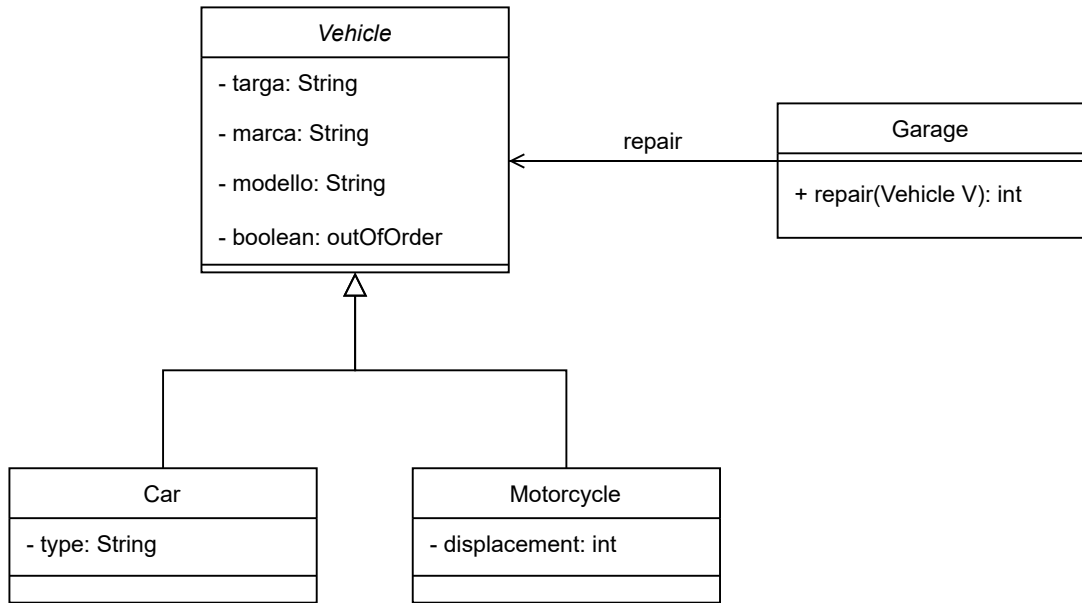 Vehicle
- targa: String
- marca: String
- modello: String
- boolean: outOfOrder
repair
Garage
+ repair(Vehicle V): int
Car
- type: String
Motorcycle
- displacement: int